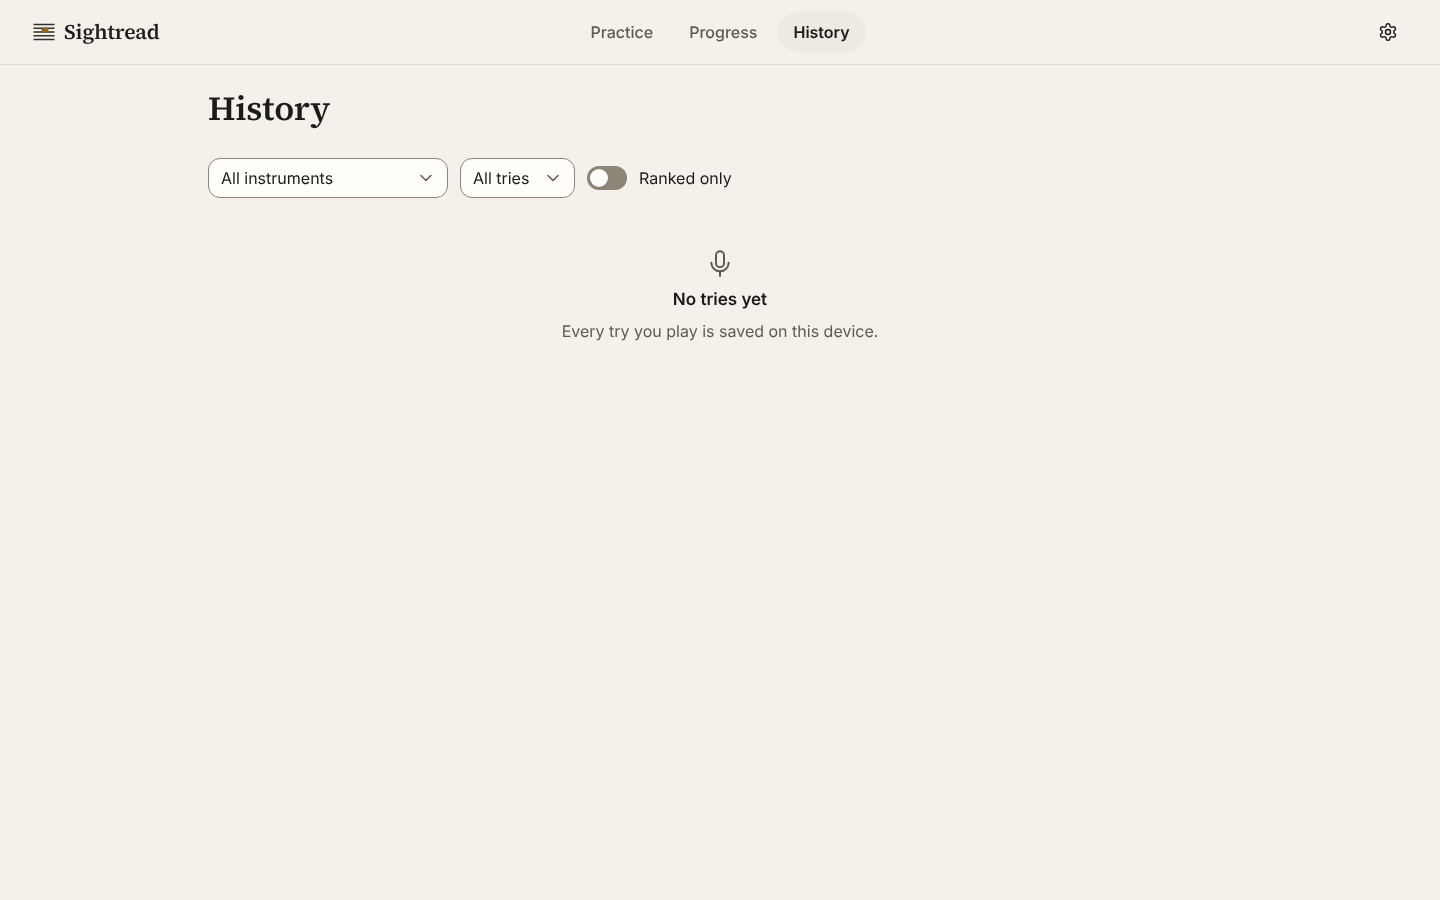 Sightread
Practice
Progress
History
History
All instruments
All tries
Ranked only
No tries yet
Every try you play is saved on this device.